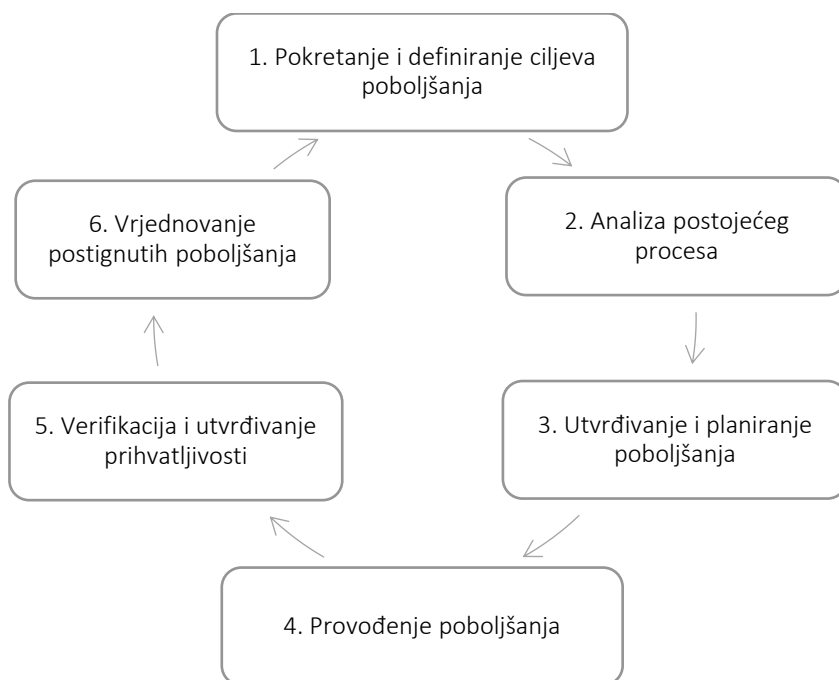 1. Pokretanje i definiranje ciljeva
poboljšanja
2. Analiza postojećeg
procesa
3. Utvrđivanje i planiranje
poboljšanja
4. Provođenje poboljšanja
5. Verifikacija i utvrđivanje
prihvatljivosti
6. Vrjednovanje
postignutih poboljšanja